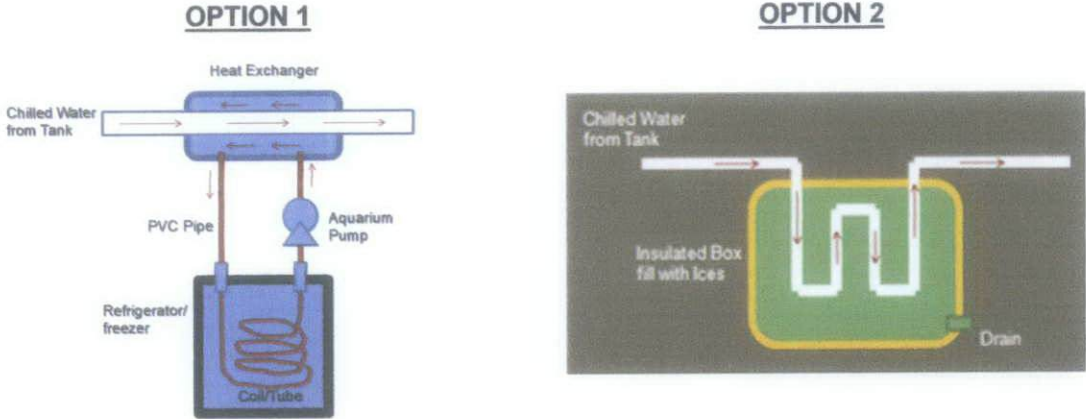 OPTION 1
Heat Exchanger
Chilled Water
from Tank
PVC Pipe
Aquarium
Pump
Refrigerator/
freezer
Coil/Tube
OPTION 2
Chilled Water
from Tank
Insulated Box
fill with Ices
Drain